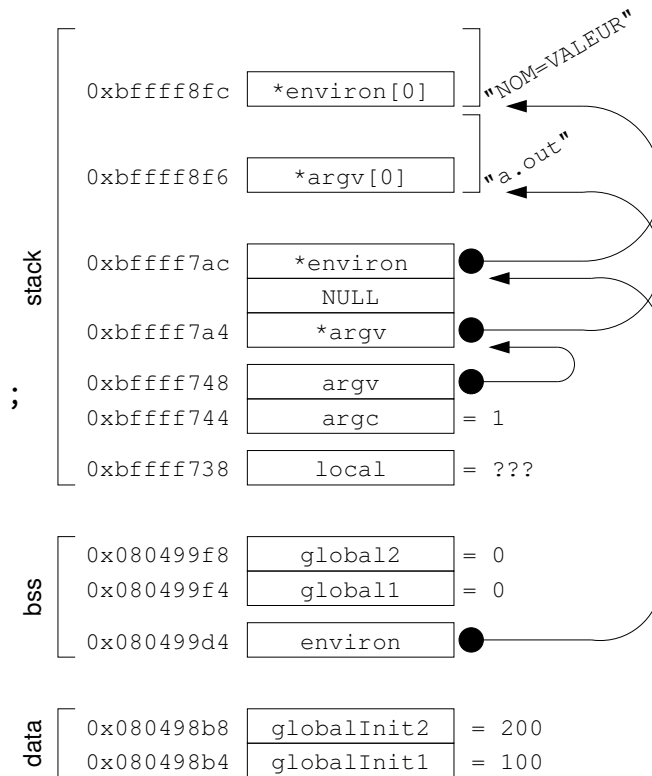 "NOM=VALEUR"
0xbffff8fc *environ[0]
"a.out"
0xbffff8f6 *argv[0]
stack
0xbffff7ac *environ
NULL
0xbffff7a4 *argv
0xbffff748 argv
;.
0xbffff744 argc = 1
0xbffff738 local = ???
bss
0x080499f8 global2 = 0
0x080499f4 global1 = 0
0x080499d4 environ
data
0x080498b8 globalInit2 = 200
0x080498b4 globalInit1 = 100